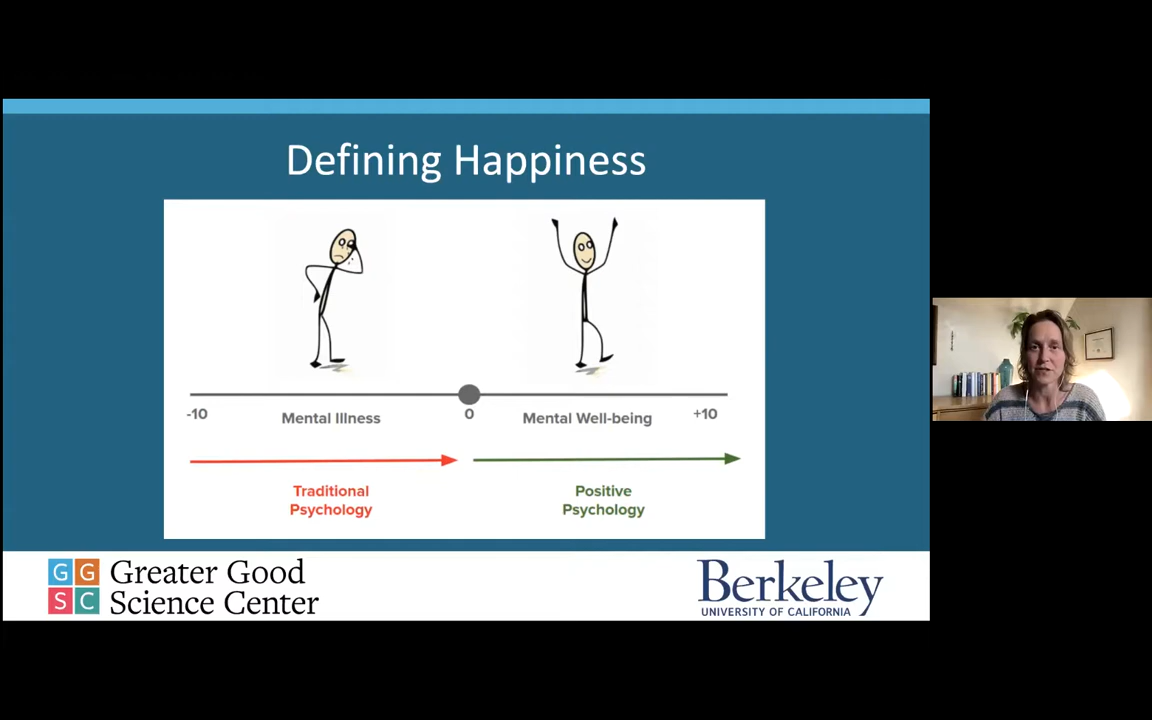 Defining Happiness
-10
Mental Illness
0
Mental Well-being
+10
Traditional
Psychology
Positive
Psychology
G G
S C
Greater Good
Science Center
Berkeley
UNIVERSITY OF CALIFORNIA